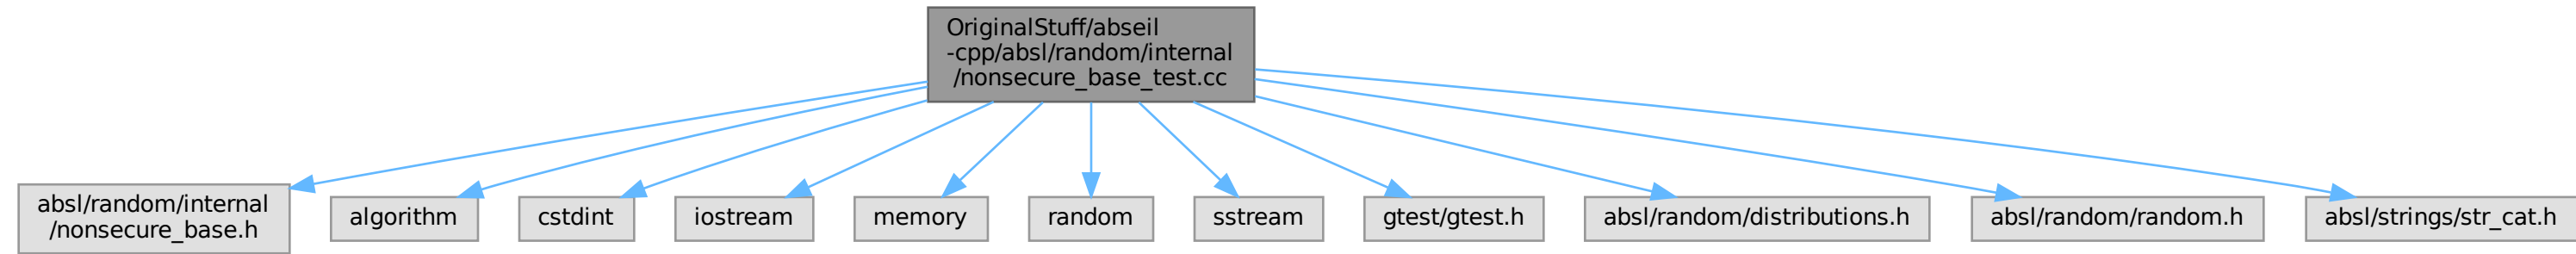 OriginalStuff/abseil
-cpp/absl/random/internal
/nonsecure_base_test.cc
absl/random/internal
/nonsecure_base.h
algorithm
cstdint
iostream
memory
random
sstream
gtest/gtest.h
absl/random/distributions.h
absl/random/random.h
absl/strings/str_cat.h